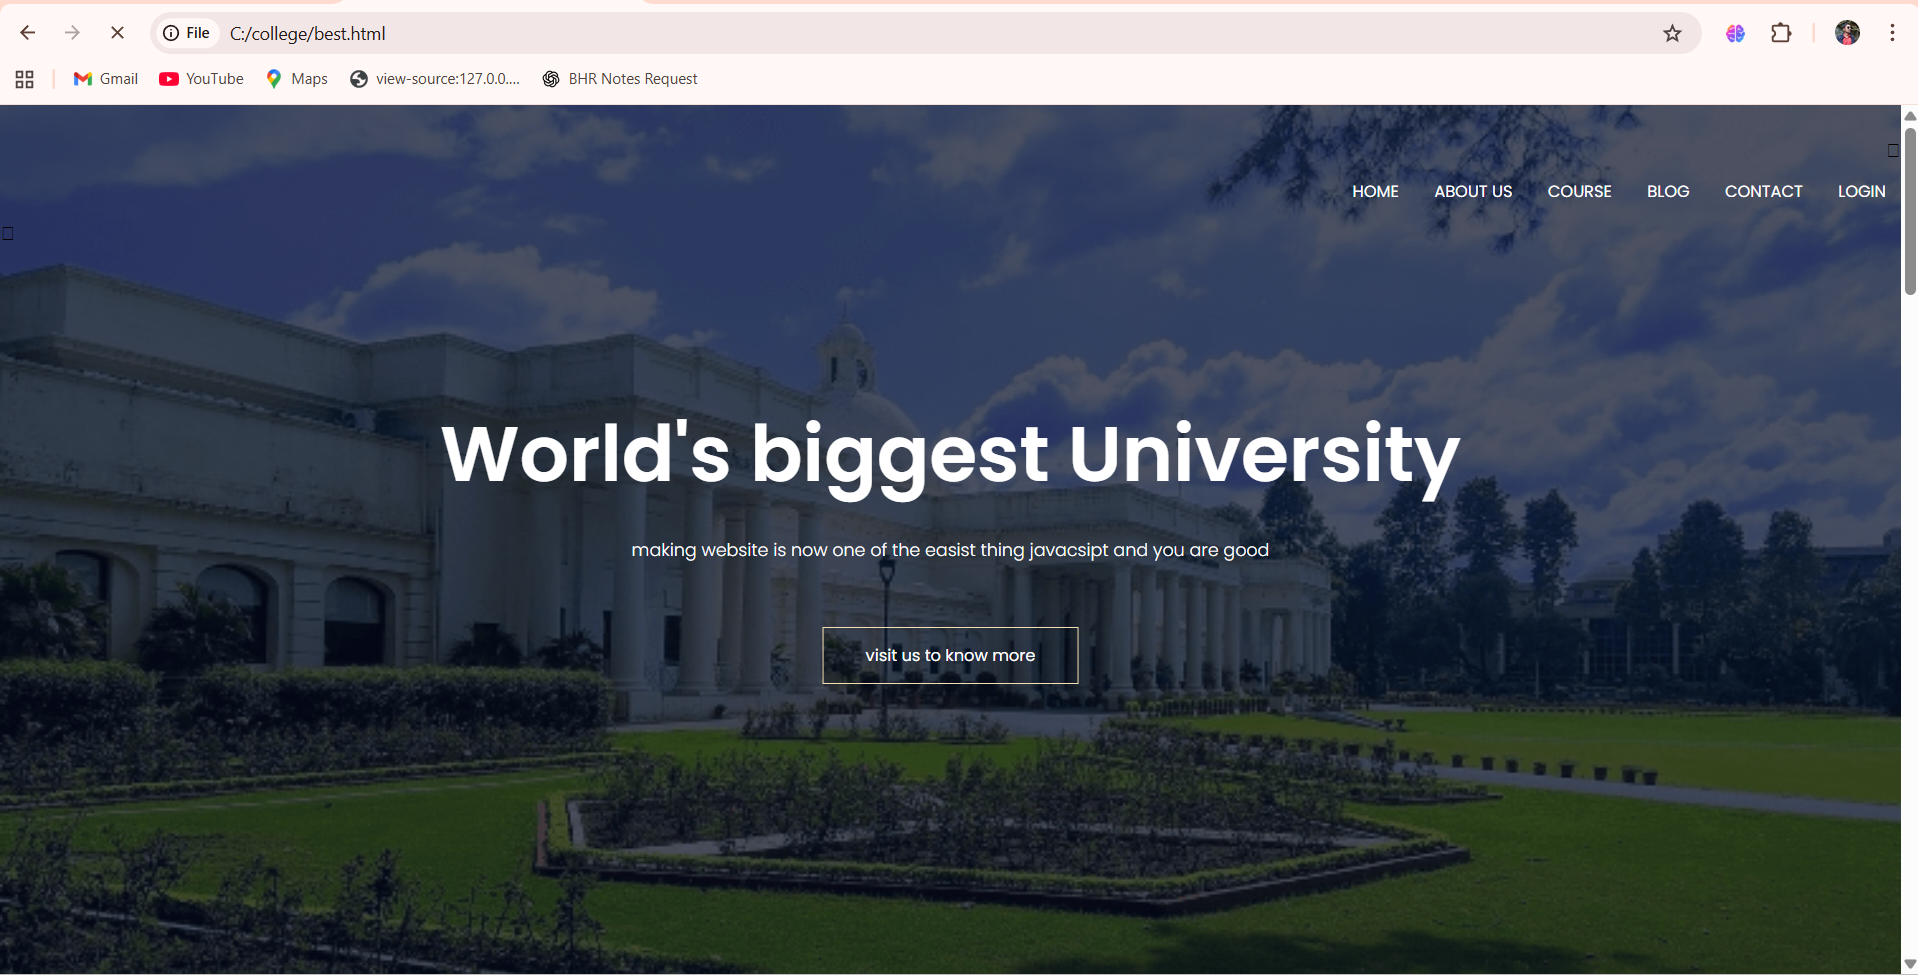 File C:/college/best.html
Gmail YouTube Maps view-source:127.0.0.... BHR Notes Request
HOME ABOUT US COURSE BLOG CONTACT LOGIN
World's biggest University
making website is now one of the easist thing javacsipt and you are good
visit us to know more